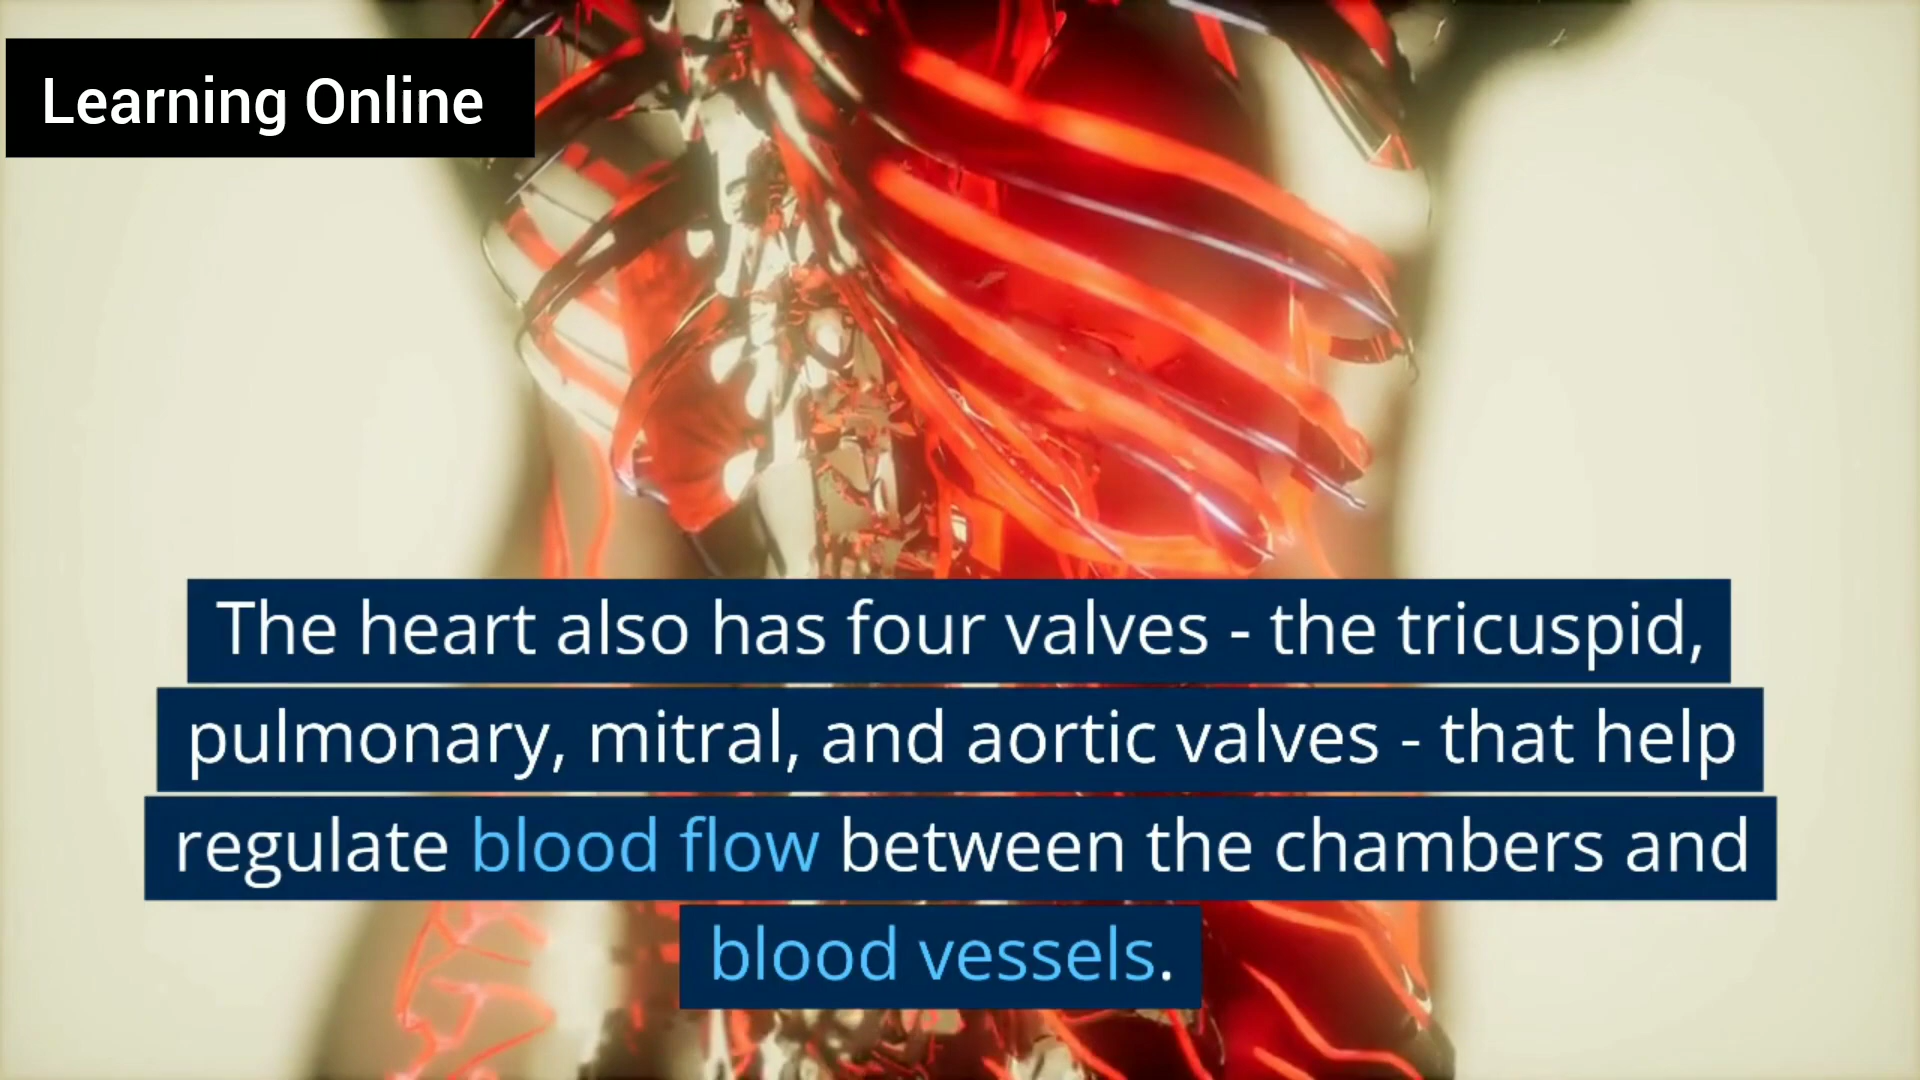 Learning Online
The heart also has four valves - the tricuspid,
pulmonary, mitral, and aortic valves - that help
regulate blood flow between the chambers and
blood vessels.